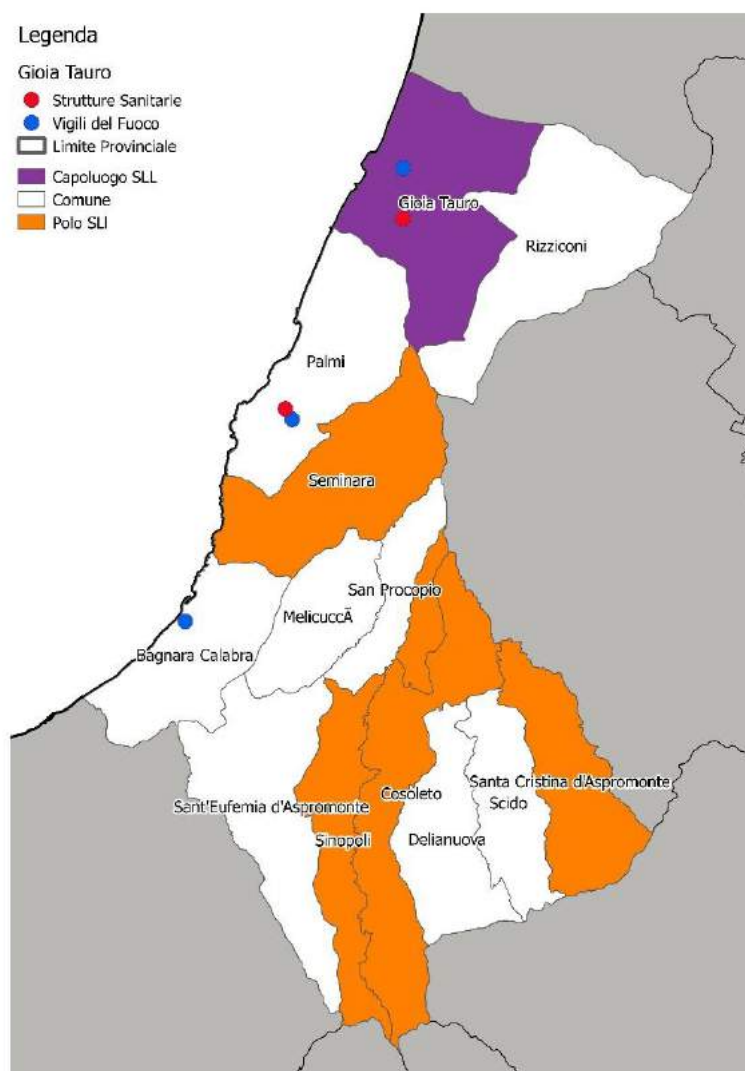 Legenda
Gioia Tauro
Strutture Sanitarie
Vigili del Fuoco
Limite Provinciale
Capoluogo SLL
Comune
Polo SLI
Gioia Tauro
Rizziconi
Palmi
Seminara
San Procopio
MelicuccÃ
Bagnara Calabra
Santa Cristina d'Aspromonte
Cosoleto
Scido
Sant'Eufemia d'Aspromonte
Sinopoli
Delianuova